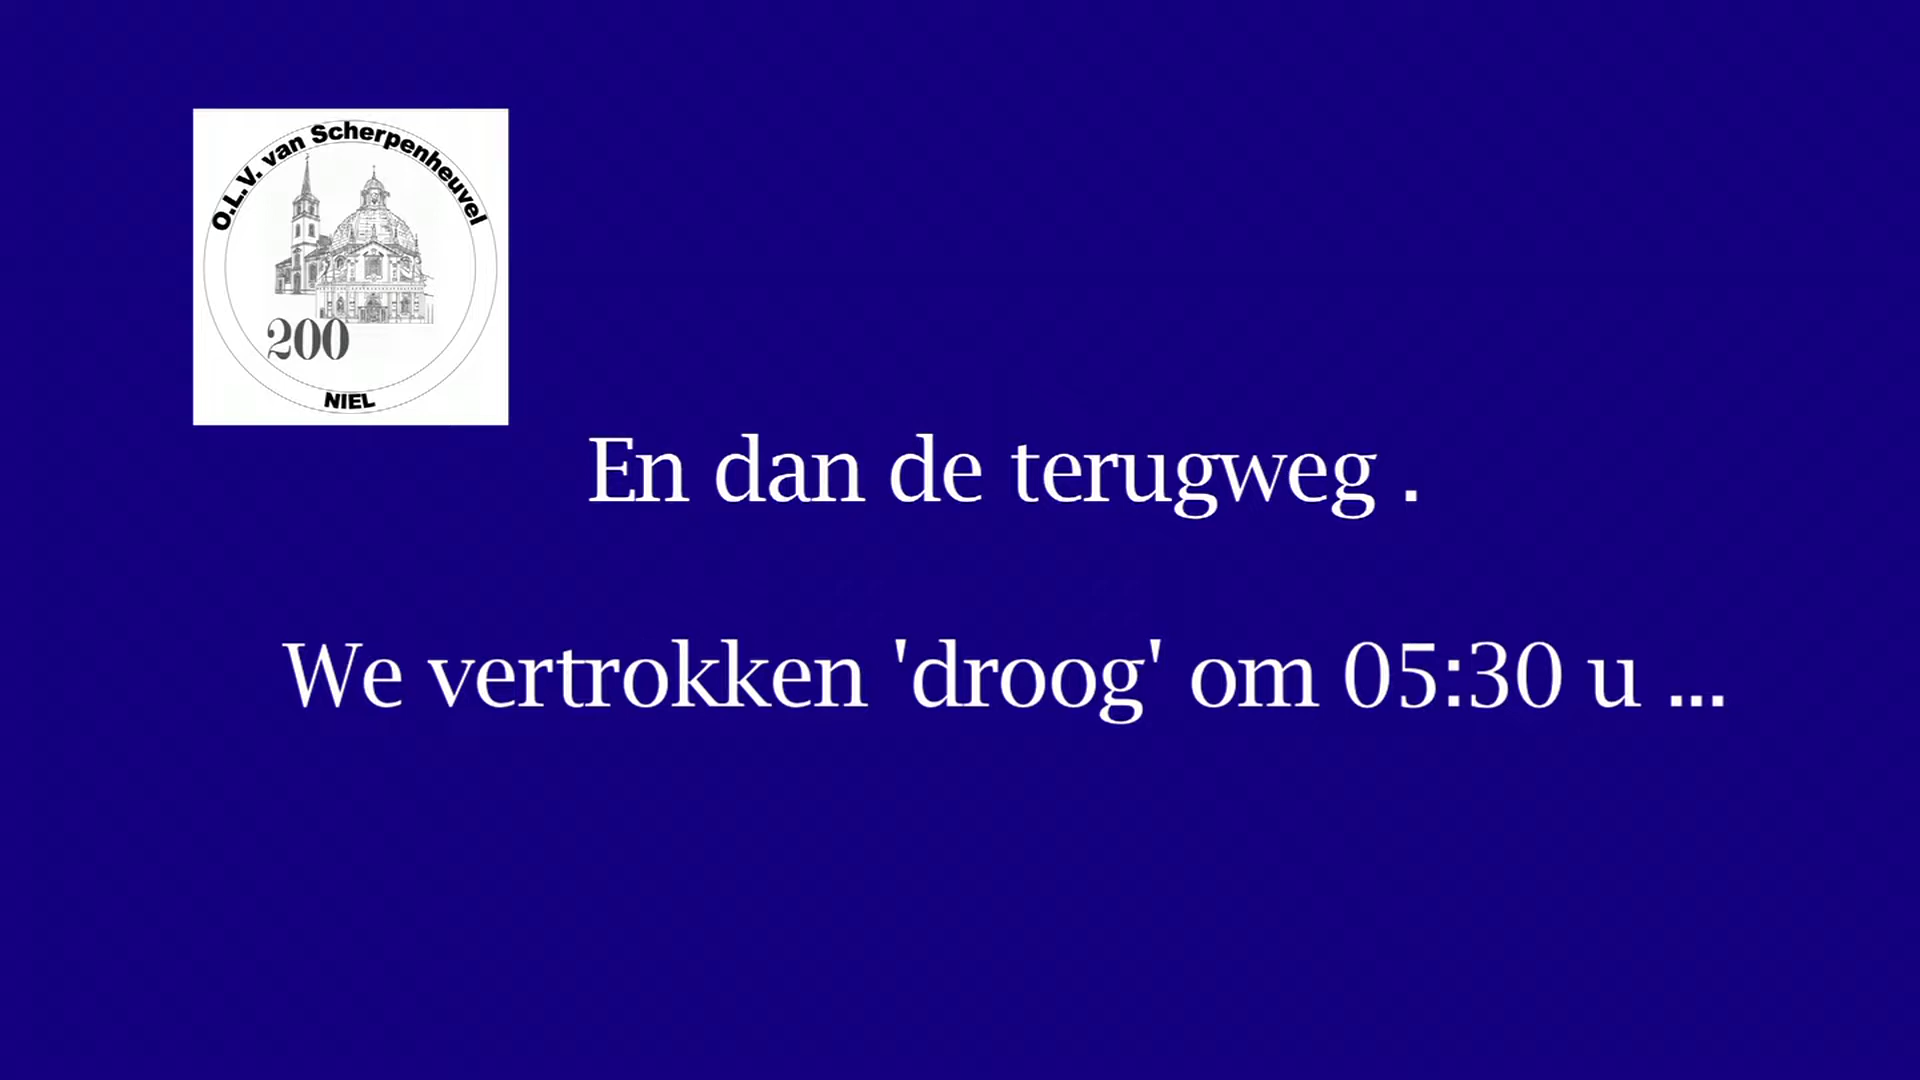 O.L.V. van Scherpenheuvel
200
NIEL
En dan de terugweg .
We vertrokken 'droog' om 05:30 u ...